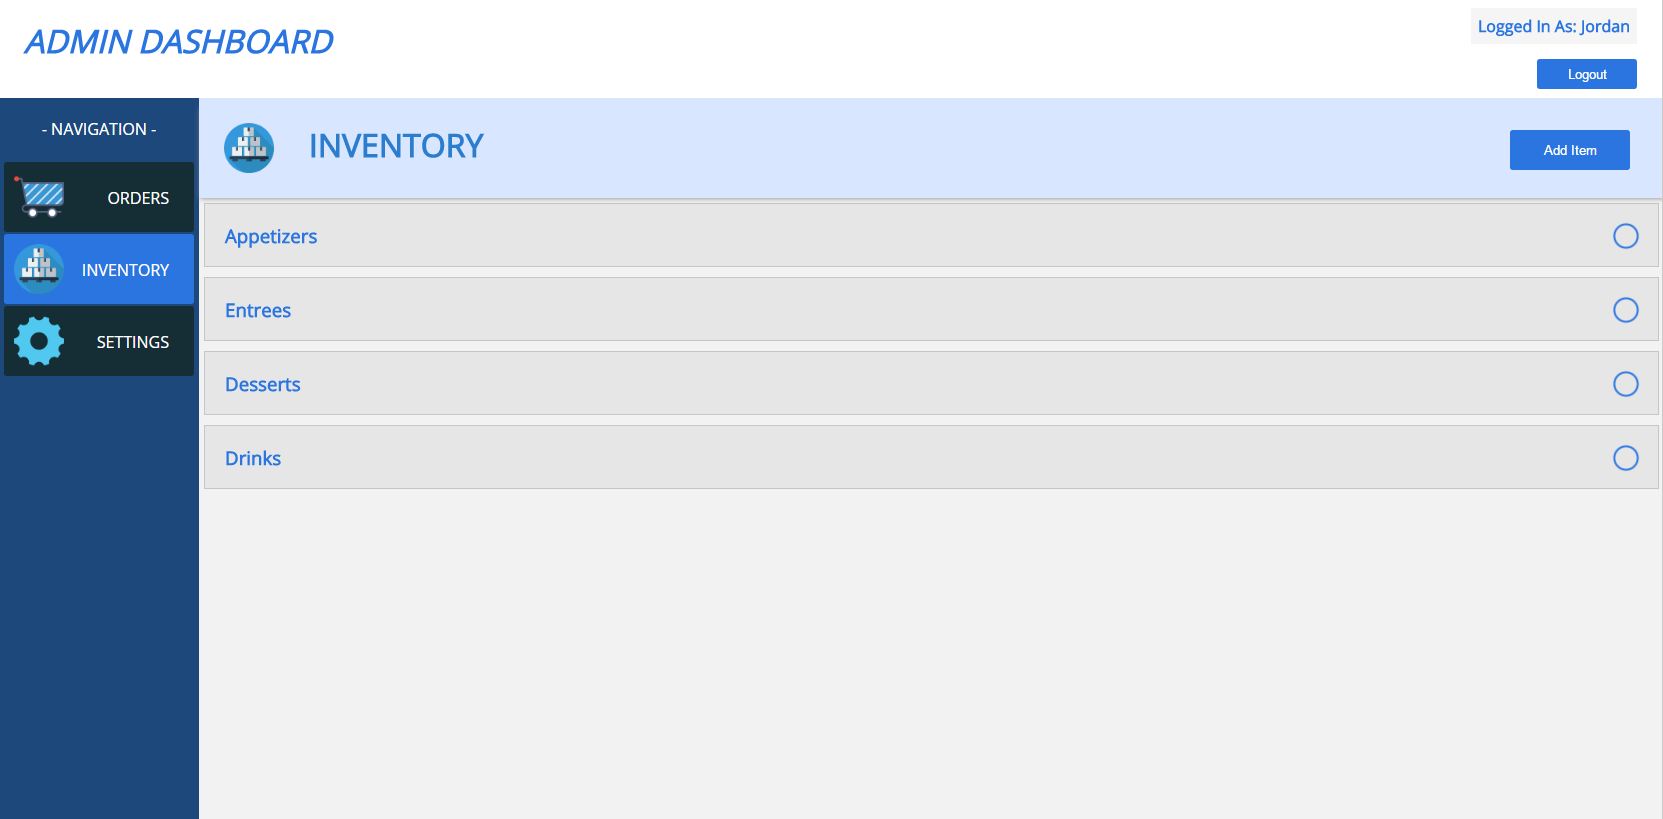 ADMIN DASHBOARD
Logged In As: Jordan
Logout
- NAVIGATION -
ORDERS
INVENTORY
SETTINGS
INVENTORY
Add Item
Appetizers
Entrees
Desserts
Drinks